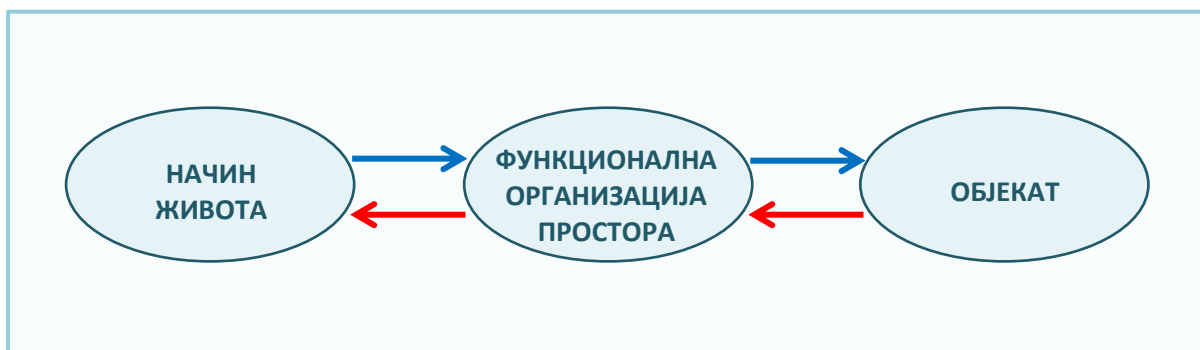 НАЧИН
ЖИВОТА
ФУНКЦИОНАЛНА
ОРГАНИЗАЦИЈА
ПРОСТОРА
ОБЈЕКАТ